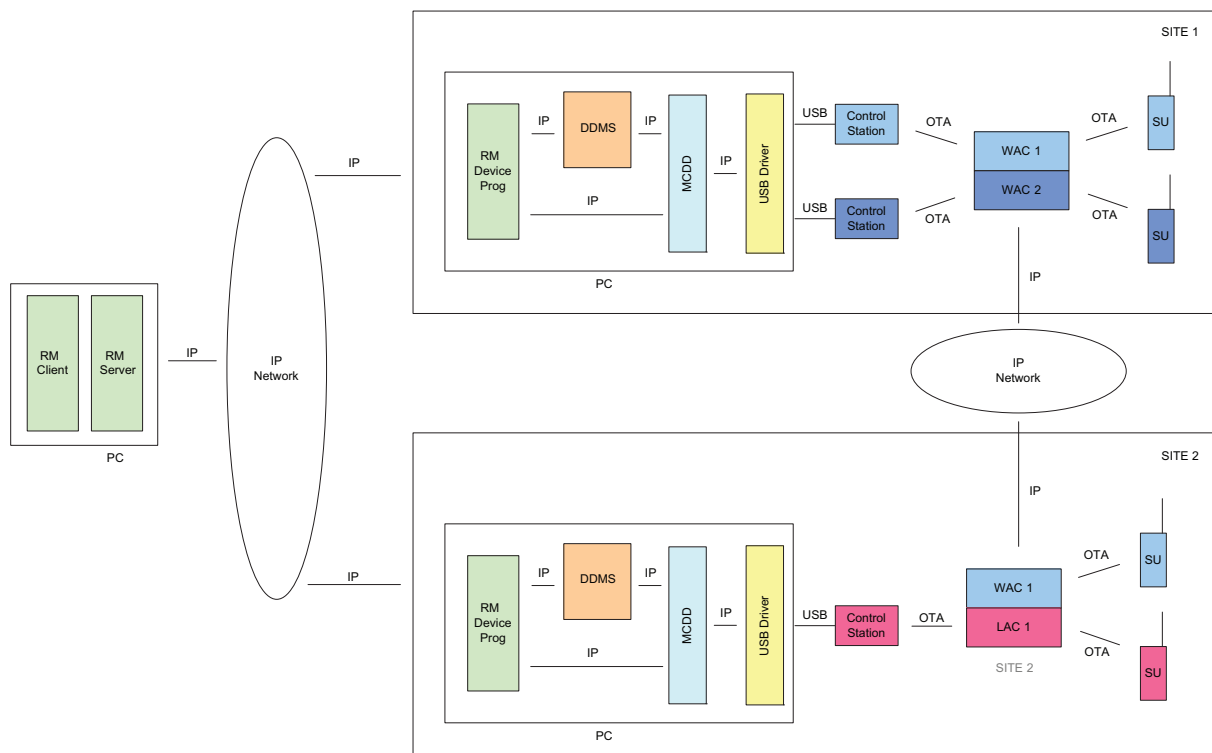 SITE 1
IP
RM
Device
Prog
IP
DDMS
IP
IP
MCDD
IP
USB Driver
PC
USB
Control
Station
OTA
USB
Control
Station
OTA
WAC 1
WAC 2
OTA
SU
OTA
SU
IP
RM
Client
RM
Server
PC
IP
IP
Network
IP
Network
SITE 2
IP
IP
RM
Device
Prog
IP
DDMS
IP
IP
MCDD
IP
USB Driver
PC
USB
Control
Station
OTA
WAC 1
LAC 1
SITE 2
OTA
SU
OTA
SU